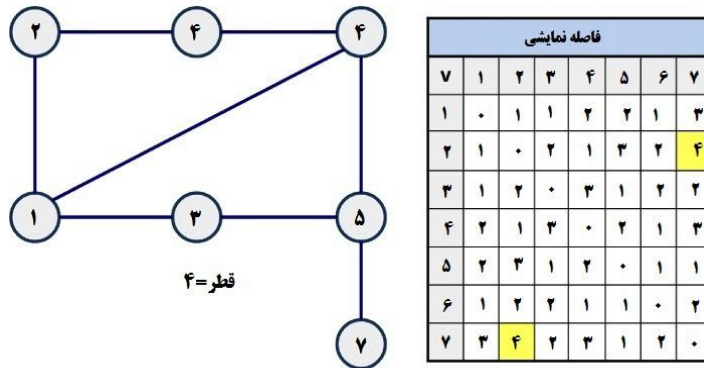 ۲ ۴ ۴
۱ ۳ ۵
قطر=۴
۷
فاصله نمایشی
V ۱ ۲ ۳ ۴ ۵ ۶ ۷
۱ ۰ ۱ ۱ ۲ ۲ ۱ ۳
۲ ۱ ۰ ۲ ۱ ۳ ۲ ۴
۳ ۱ ۲ ۰ ۳ ۱ ۲ ۲
۴ ۲ ۱ ۳ ۰ ۲ ۱ ۳
۵ ۲ ۳ ۱ ۲ ۰ ۱ ۱
۶ ۱ ۲ ۲ ۱ ۱ ۰ ۲
۷ ۳ ۴ ۲ ۳ ۱ ۲ ۰